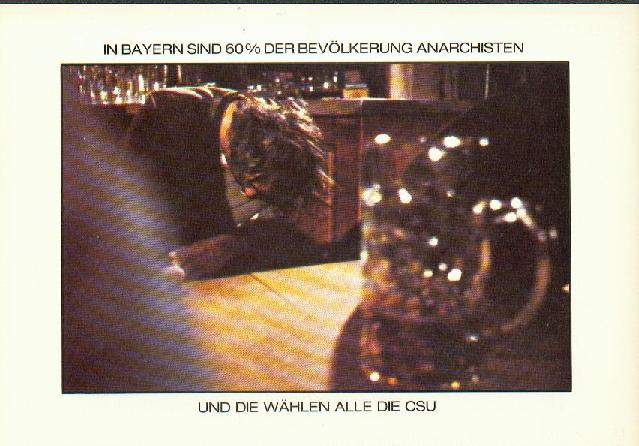 IN BAYERN SIND 60% DER BEVÖLKERUNG ANARCHISTEN
UND DIE WÄHLEN ALLE DIE CSU